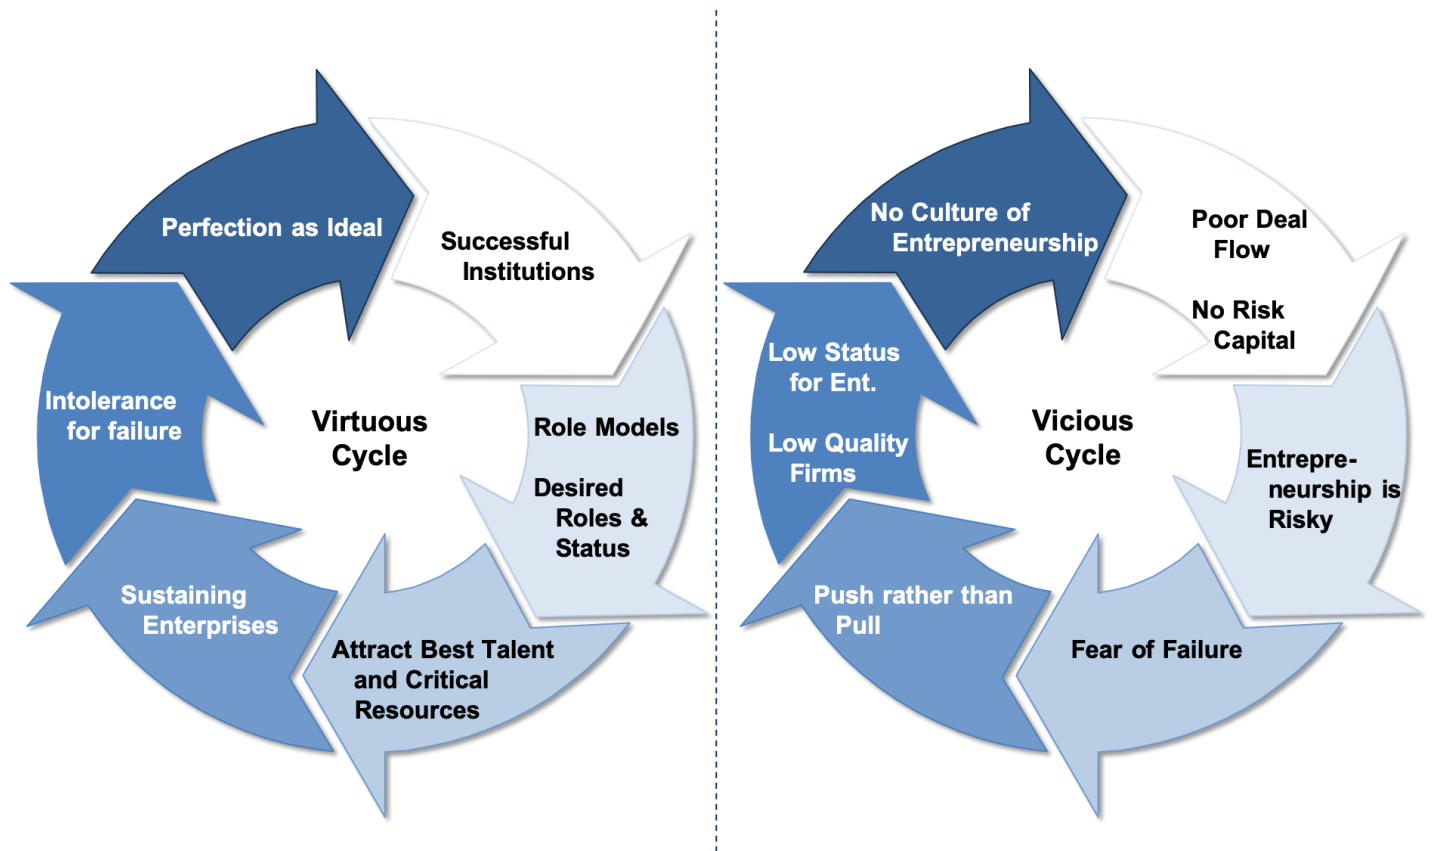 Perfection as Ideal
Successful
Institutions
Role Models
Desired
Roles &
Status
Attract Best Talent
and Critical
Resources
Sustaining
Enterprises
Intolerance
for failure
Virtuous
Cycle
No Culture of
Entrepreneurship
Poor Deal
Flow
No Risk
Capital
Entrepre-
neurship is
Risky
Fear of Failure
Push rather than
Pull
Low Status
for Ent.
Low Quality
Firms
Vicious
Cycle